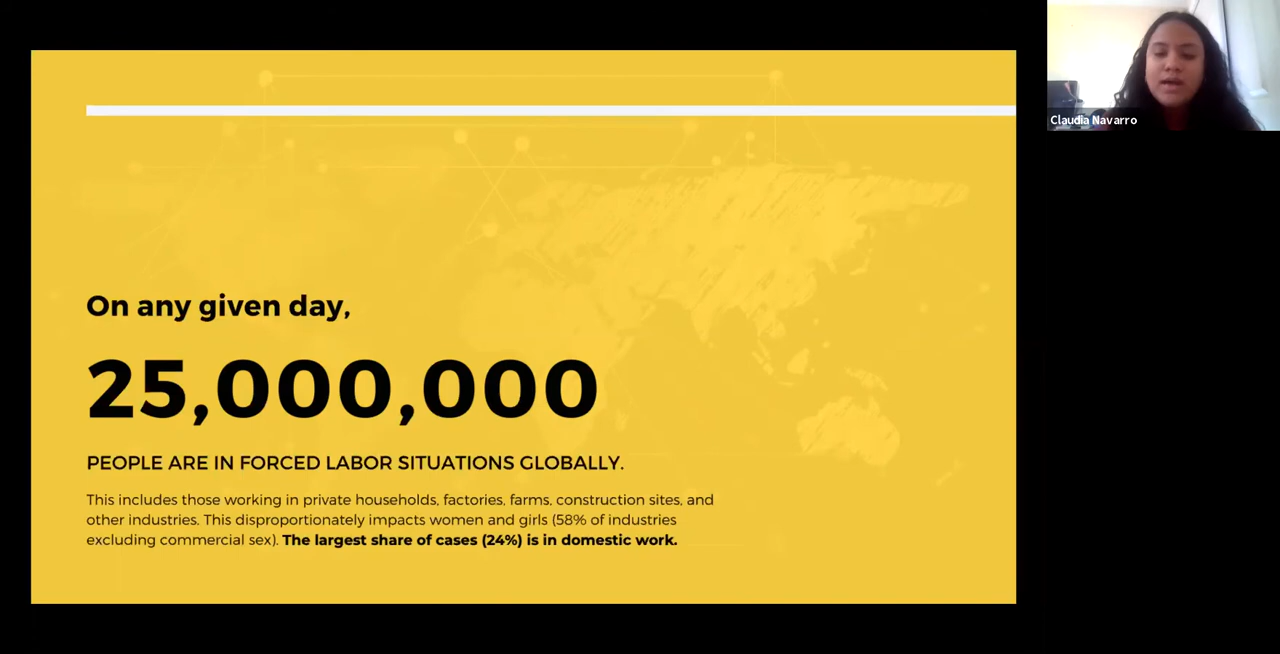 On any given day,
25,000,000
PEOPLE ARE IN FORCED LABOR SITUATIONS GLOBALLY.
This includes those working in private households, factories, farms, construction sites, and
other industries. This disproportionately impacts women and girls (58% of industries
excluding commercial sex). The largest share of cases (24%) is in domestic work.
Claudia Navarro